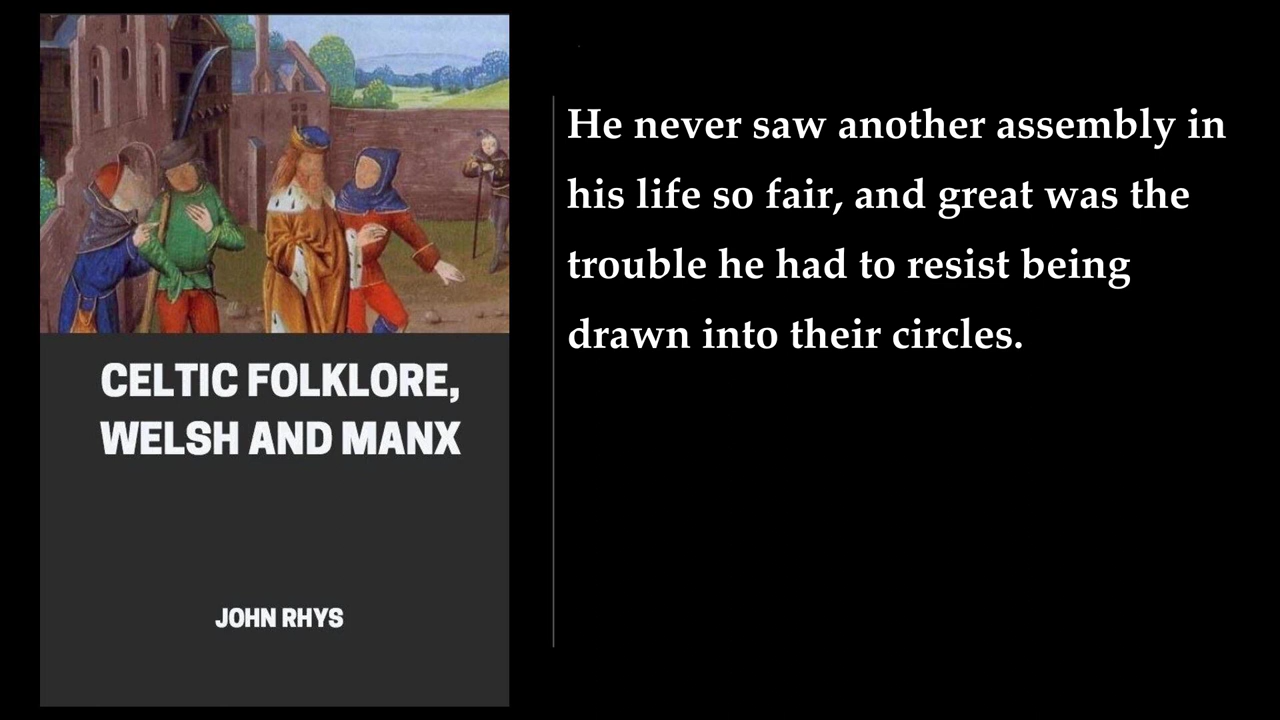 CELTIC FOLKLORE,
WELSH AND MANX
JOHN RHYS
He never saw another assembly in
his life so fair, and great was the
trouble he had to resist being
drawn into their circles.